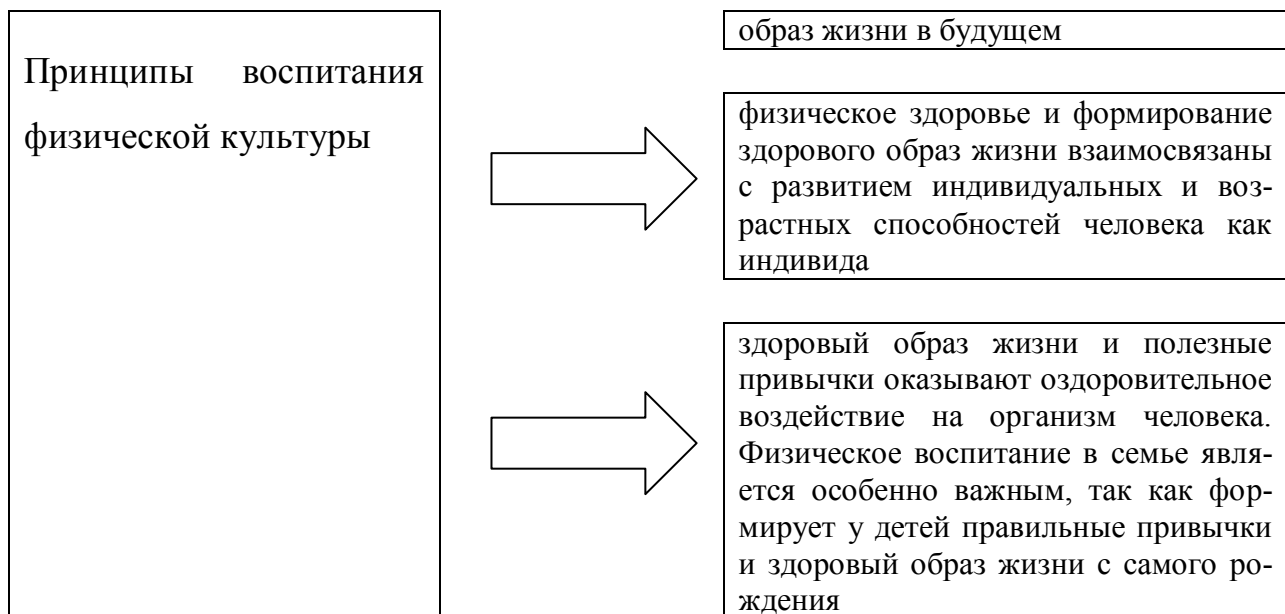 Принципы воспитания
физической культуры
образ жизни в будущем
физическое здоровье и формирование
здорового образ жизни взаимосвязаны
с развитием индивидуальных и воз-
растных способностей человека как
индивида
здоровый образ жизни и полезные
привычки оказывают оздоровительное
воздействие на организм человека.
Физическое воспитание в семье явля-
ется особенно важным, так как фор-
мирует у детей правильные привычки
и здоровый образ жизни с самого ро-
ждения